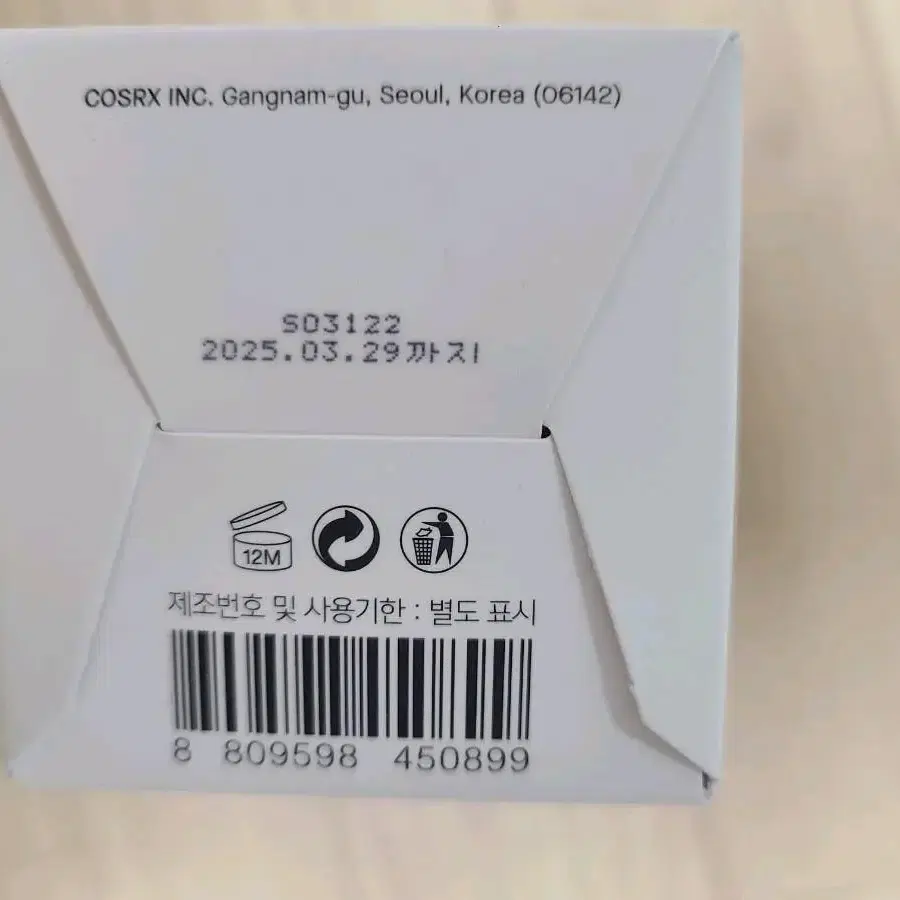 COSRX INC. Gangnam-gu, Seoul, Korea (06142)
S03122
2025.03.29까지
12M
제조번호 및 사용기한 : 별도 표시
8 809598 450899